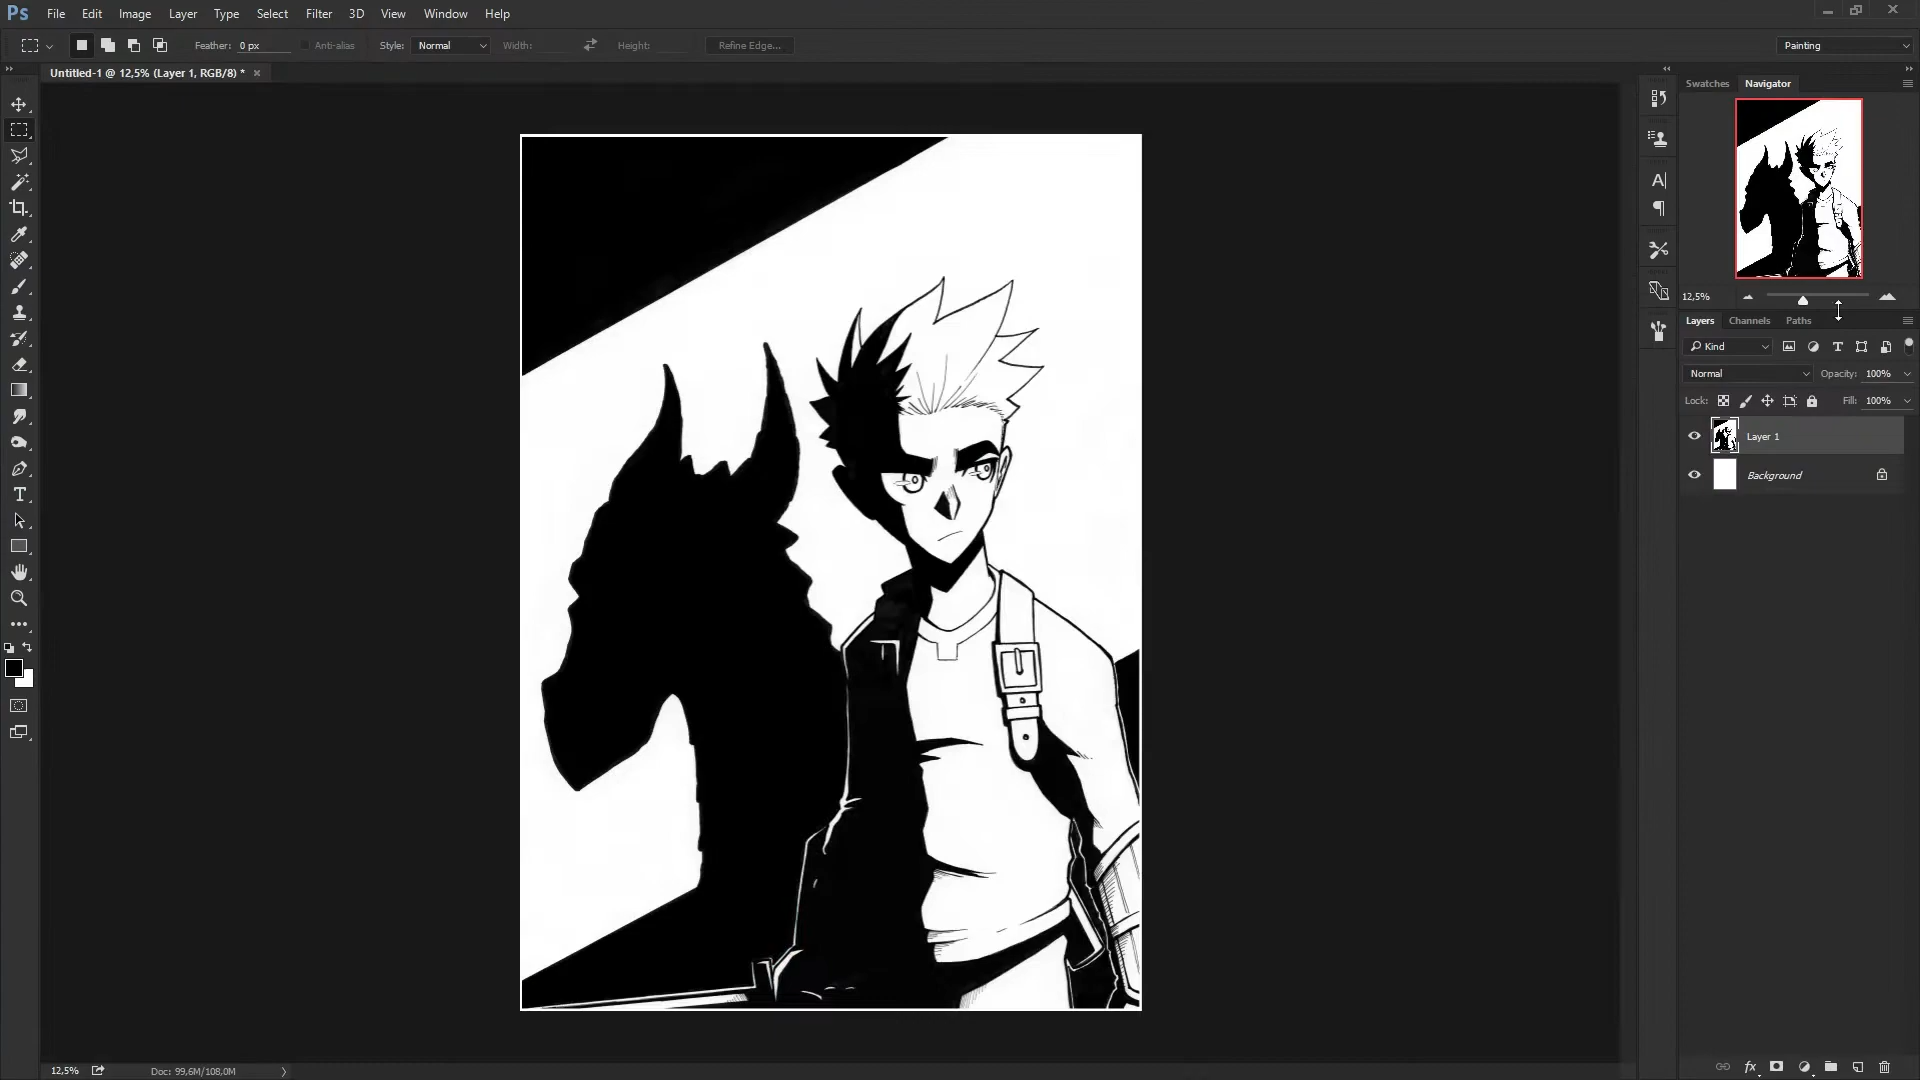 Ps File Edit Image Layer Type Select Filter 3D View Window Help
Feather: 0 px Anti-alias Style: Normal Width: Height: Refine Edge... Painting
Untitled-1 @ 12,5% (Layer 1, RGB/8) *
Swatches Navigator
12,5%
Layers Channels Paths
Kind
Normal Opacity: 100%
Lock: Fill: 100%
Layer 1
Background
fx
12,5% Doc: 99,6M/108,0M